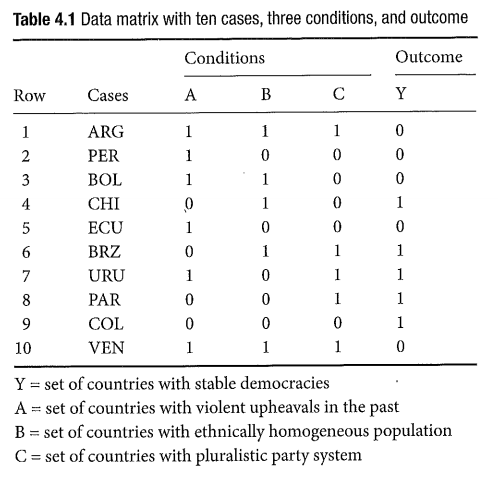 Table 4.1 Data matrix with ten cases, three conditions, and outcome
Conditions Outcome
Row Cases A B C Y
1 ARG 1 1 1 0
2 PER 1 0 0 0
3 BOL 1 1 0 0
4 CHI 0 1 0 1
5 ECU 1 0 0 0
6 BRZ 0 1 1 1
7 URU 1 0 1 1
8 PAR 0 0 1 1
9 COL 0 0 0 1
10 VEN 1 1 1 0
Y = set of countries with stable democracies
A = set of countries with violent upheavals in the past
B = set of countries with ethnically homogeneous population
C = set of countries with pluralistic party system